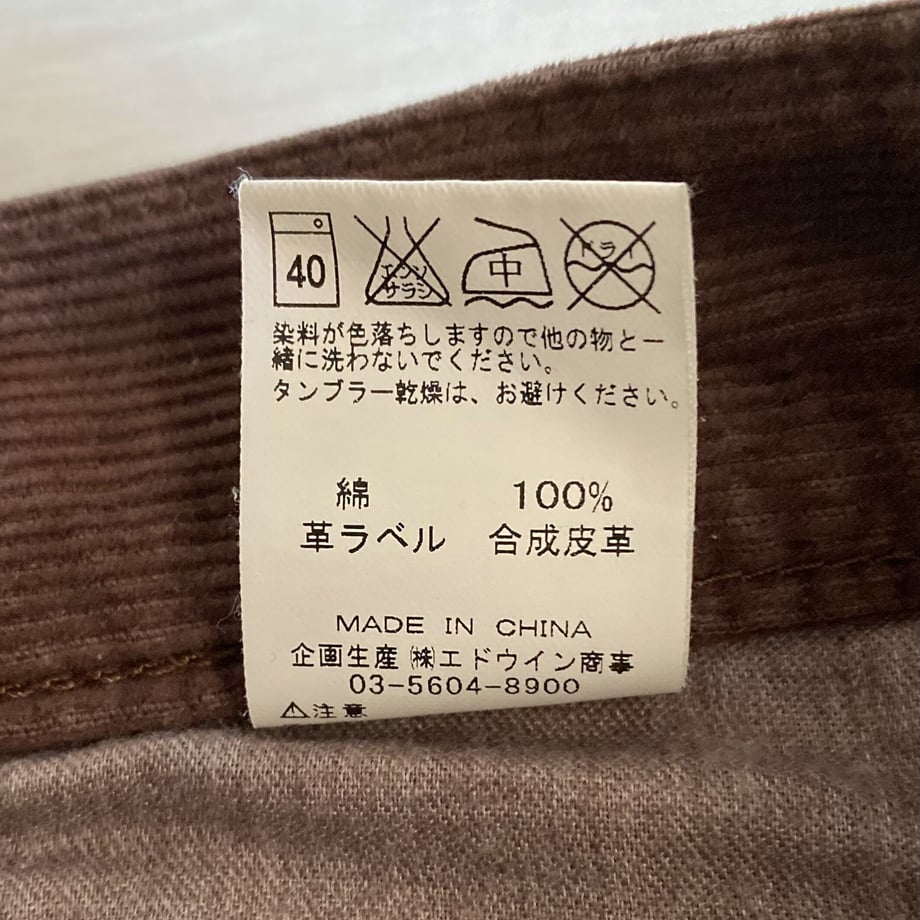 40
エンソ
サラシ
中
ドライ
染料が色落ちしますので他の物と一
緒に洗わないでください。
タンブラー乾燥は、お避けください。
綿 100%
革ラベル 合成皮革
MADE IN CHINA
企画生産 ㈱エドウイン商事
03-5604-8900
⚠注意